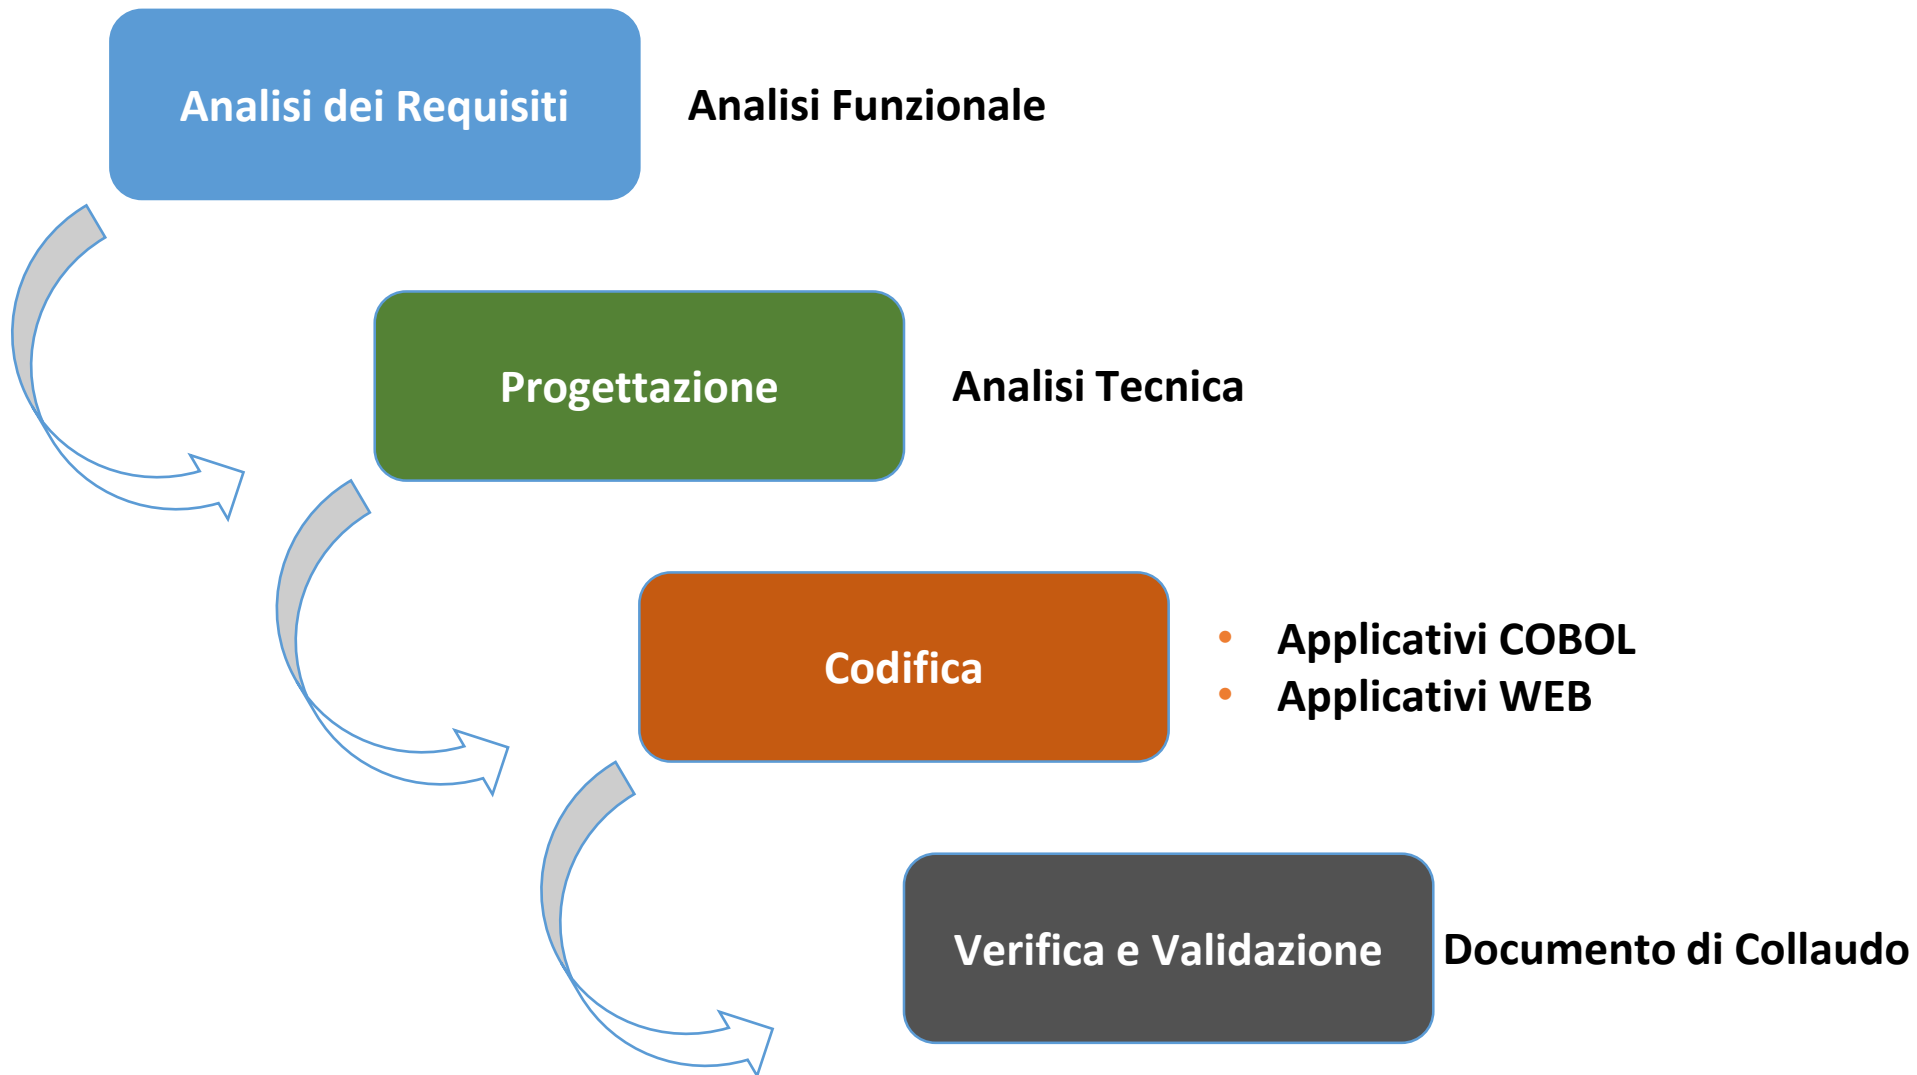 Analisi dei Requisiti
Analisi Funzionale
Progettazione
Analisi Tecnica
Codifica
• Applicativi COBOL
• Applicativi WEB
Verifica e Validazione
Documento di Collaudo